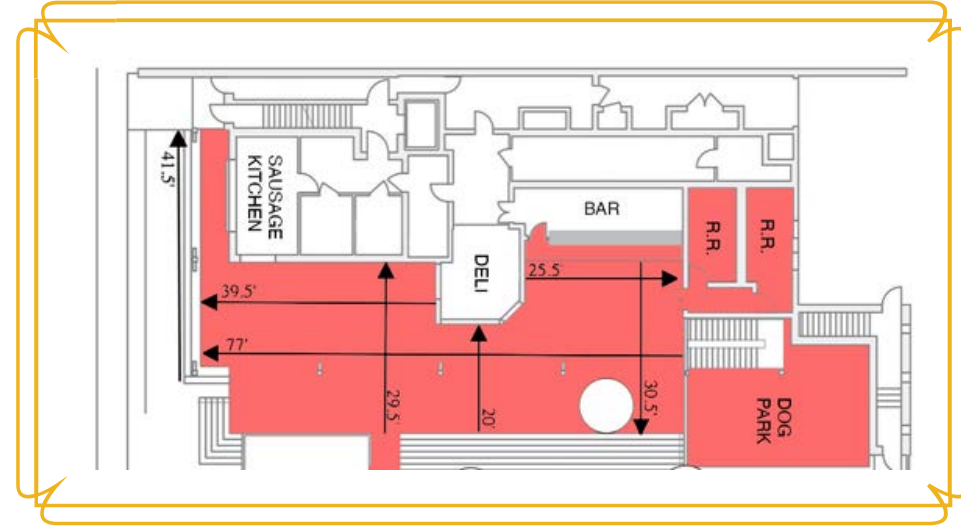 41.5'
SAUSAGE
KITCHEN
BAR
R.R.
R.R.
DELI
25.5'
39.5'
77'
29.5'
20'
30.5'
DOG
PARK